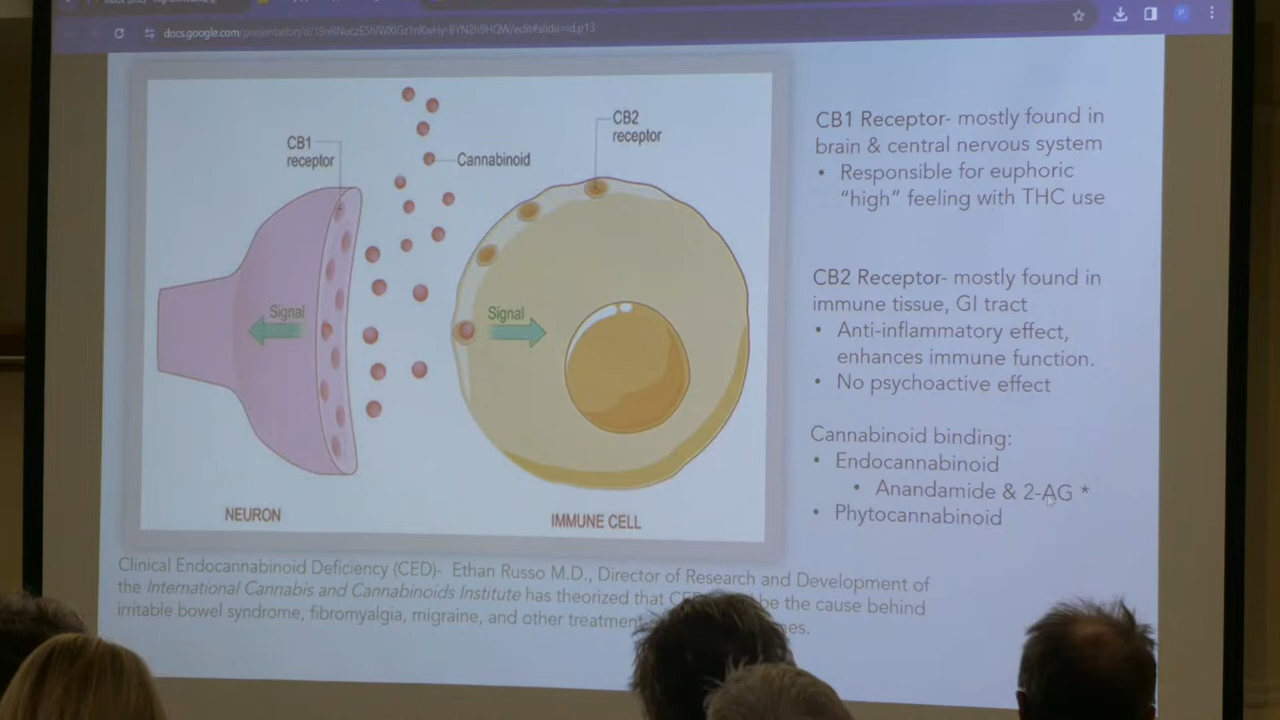 docs.google.com
CB1
receptor
Cannabinoid
CB2
receptor
Signal
Signal
NEURON
IMMUNE CELL
CB1 Receptor- mostly found in
brain & central nervous system
• Responsible for euphoric
“high” feeling with THC use
CB2 Receptor- mostly found in
immune tissue, GI tract
• Anti-inflammatory effect,
enhances immune function.
• No psychoactive effect
Cannabinoid binding:
• Endocannabinoid
• Anandamide & 2-AG *
• Phytocannabinoid
Clinical Endocannabinoid Deficiency (CED)- Ethan Russo M.D., Director of Research and Development of
the International Cannabis and Cannabinoids Institute has theorized that be the cause behind
irritable bowel syndrome, fibromyalgia, migraine, and other